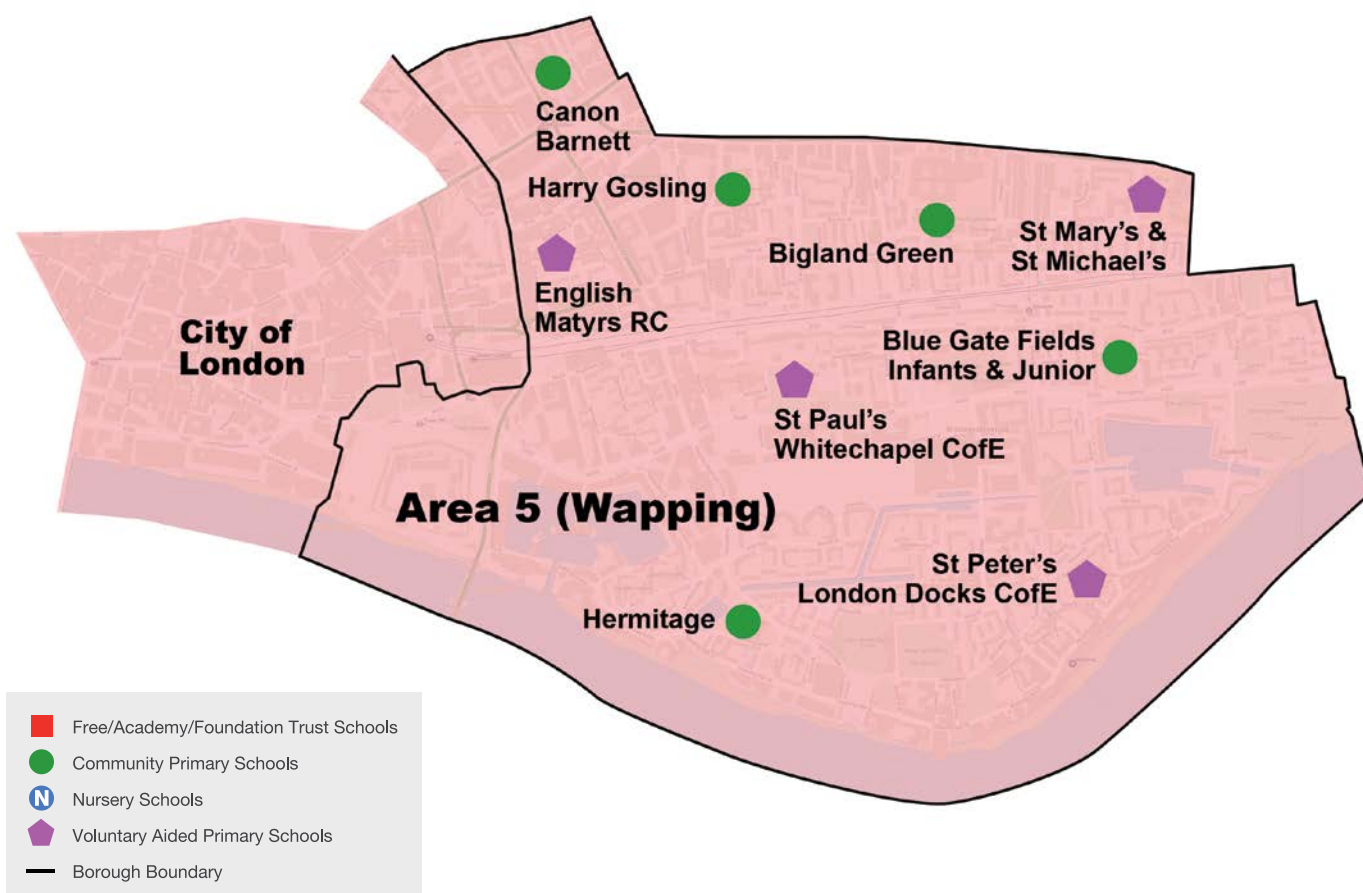 Canon
Barnett
Harry Gosling
Bigland Green
St Mary's &
St Michael's
English
Matyrs RC
City of
London
Blue Gate Fields
Infants & Junior
St Paul's
Whitechapel CofE
Area 5 (Wapping)
St Peter's
London Docks CofE
Hermitage
Free/Academy/Foundation Trust Schools
Community Primary Schools
N Nursery Schools
Voluntary Aided Primary Schools
Borough Boundary